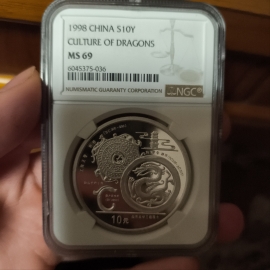 1998 CHINA S10Y
CULTURE OF DRAGONS
MS 69
6045375-036
NUMISMATIC GUARANTY CORPORATION
NGC
10元